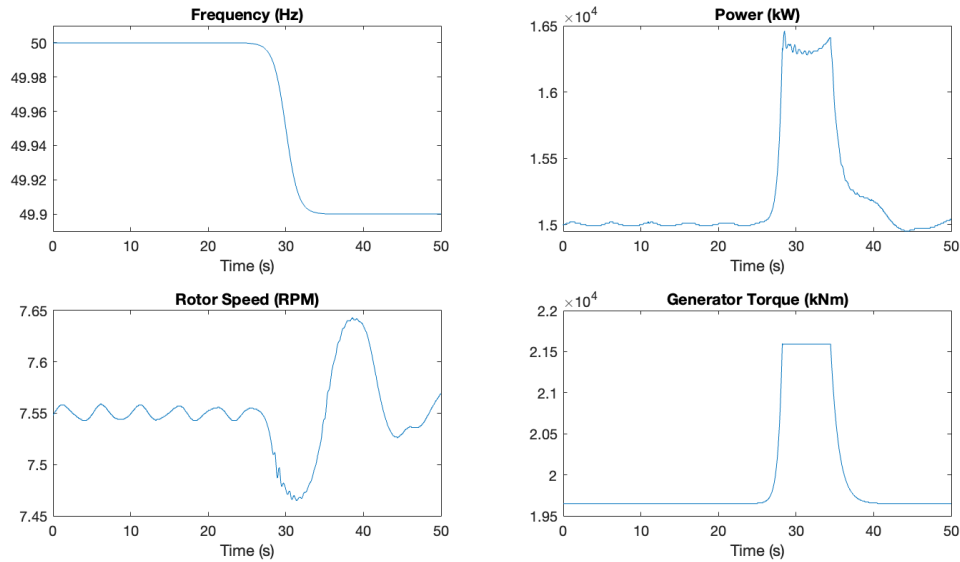 Frequency (Hz)
50
49.98
49.96
49.94
49.92
49.9
0 10 20 30 40 50
Time (s)
Power (kW)
×10⁴
1.65
1.6
1.55
1.5
0 10 20 30 40 50
Time (s)
Rotor Speed (RPM)
7.65
7.6
7.55
7.5
7.45
0 10 20 30 40 50
Time (s)
Generator Torque (kNm)
×10⁴
2.2
2.15
2.1
2.05
2
1.95
0 10 20 30 40 50
Time (s)